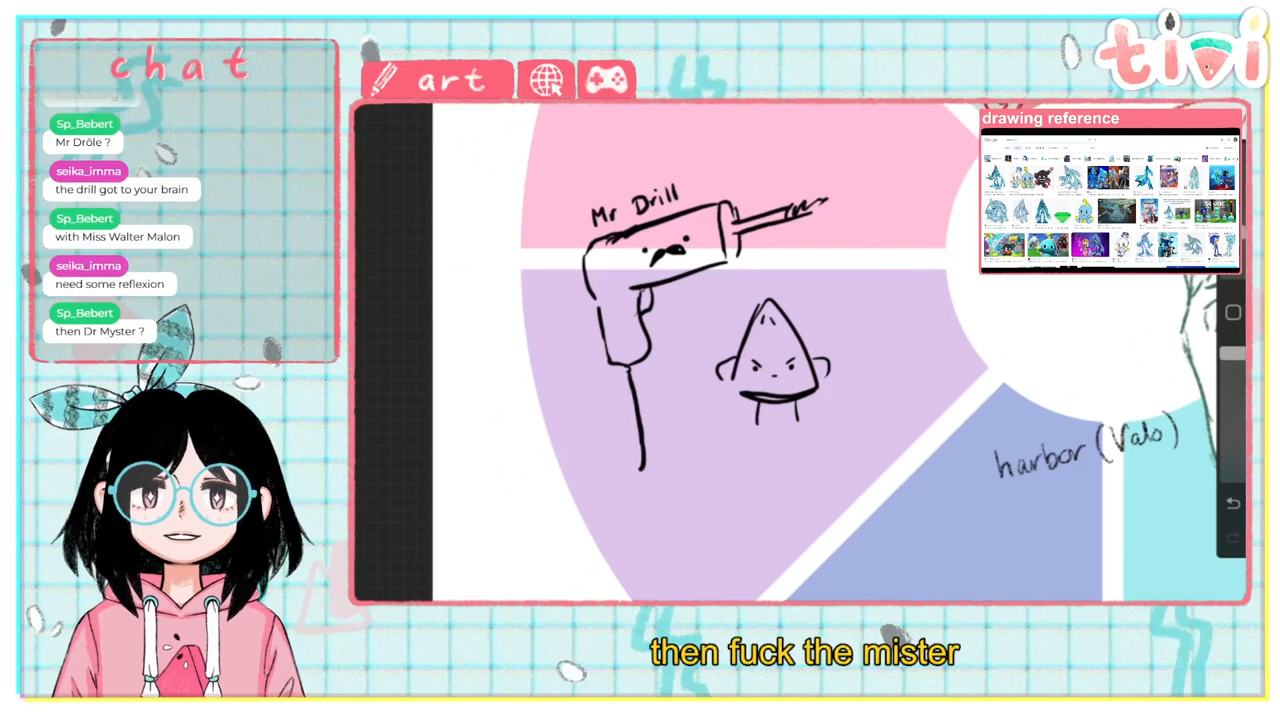 chat
Sp_Bebert
Mr Drôle ?
seika_imma
the drill got to your brain
Sp_Bebert
with Miss Walter Malon
seika_imma
need some reflexion
Sp_Bebert
then Dr Myster ?
art
tivi
drawing reference
Mr Drill
harbor (Valo)
then fuck the mister